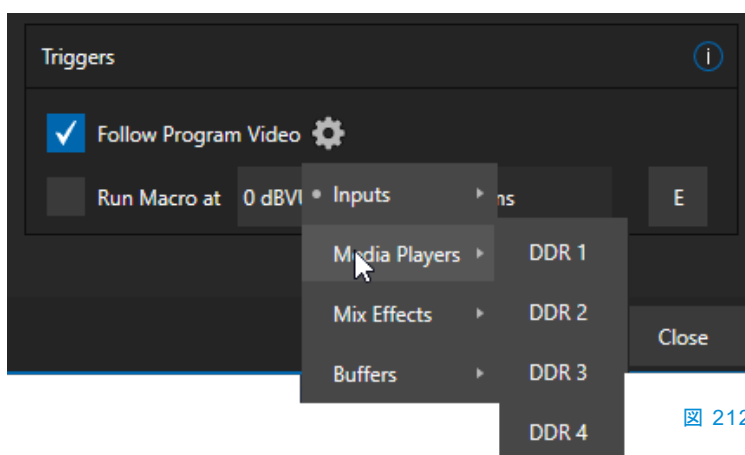 Triggers
Follow Program Video
Run Macro at 0 dBVU ms E
Inputs
Media Players DDR 1
Mix Effects DDR 2
Close
Buffers DDR 3
DDR 4
図 212